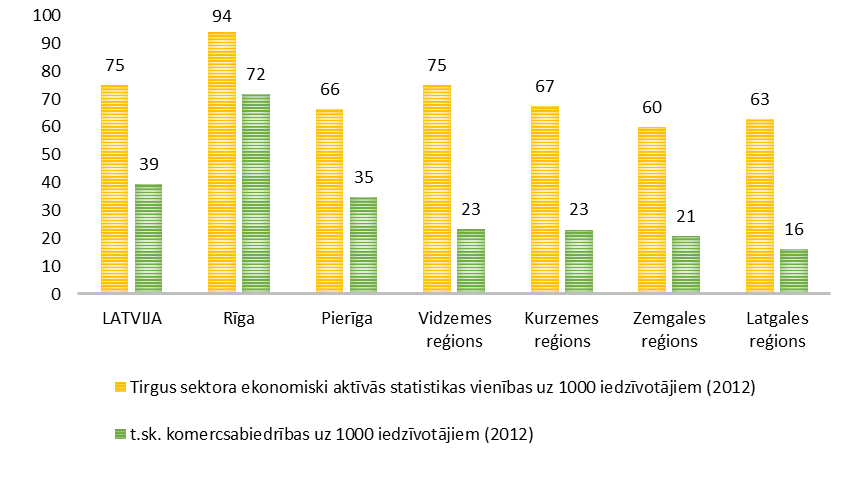 100
90
80
70
60
50
40
30
20
10
0
75
39
94
72
66
35
75
23
67
23
60
21
63
16
LATVIJA
Rīga
Pierīga
Vidzemes
reģions
Kurzemes
reģions
Zemgales
reģions
Latgales
reģions
Tirgus sektora ekonomiski aktīvās statistikas vienības uz 1000 iedzīvotājiem (2012)
t.sk. komercsabiedrības uz 1000 iedzīvotājiem (2012)